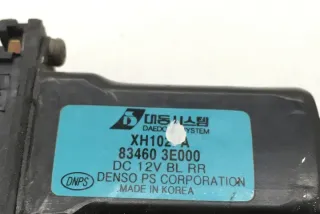 대동시스템
DAEDONG SYSTEM
83460 3E000
DC 12V BL RR
DENSO PS CORPORATION
DNPS
MADE IN KOREA